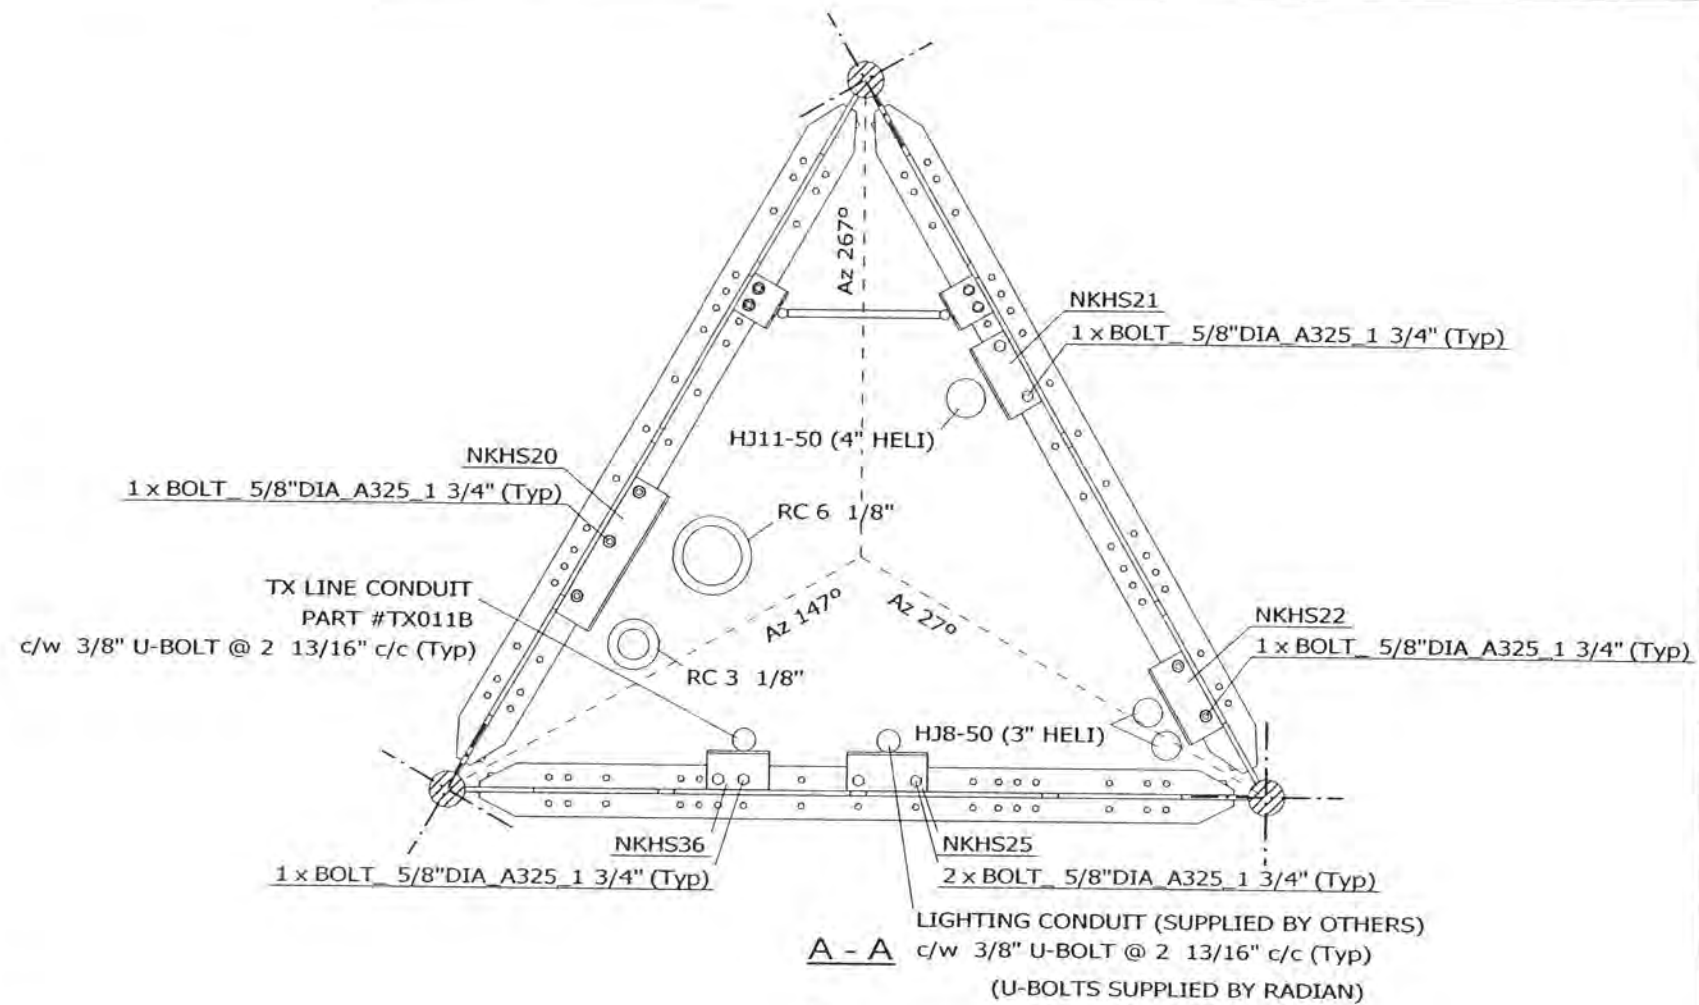 Az 267º
NKHS21
1 x BOLT_ 5/8"DIA_A325_1 3/4" (Typ)
HJ11-50 (4" HELI)
NKHS20
1 x BOLT_ 5/8"DIA_A325_1 3/4" (Typ)
RC 6 1/8"
TX LINE CONDUIT
PART #TX011B
c/w 3/8" U-BOLT @ 2 13/16" c/c (Typ)
Az 147º
Az 27º
NKHS22
1 x BOLT_ 5/8"DIA_A325_1 3/4" (Typ)
RC 3 1/8"
HJ8-50 (3" HELI)
NKHS36
1 x BOLT_ 5/8"DIA_A325_1 3/4" (Typ)
NKHS25
2 x BOLT_ 5/8"DIA_A325_1 3/4" (Typ)
LIGHTING CONDUIT (SUPPLIED BY OTHERS)
A - A
c/w 3/8" U-BOLT @ 2 13/16" c/c (Typ)
(U-BOLTS SUPPLIED BY RADIAN)